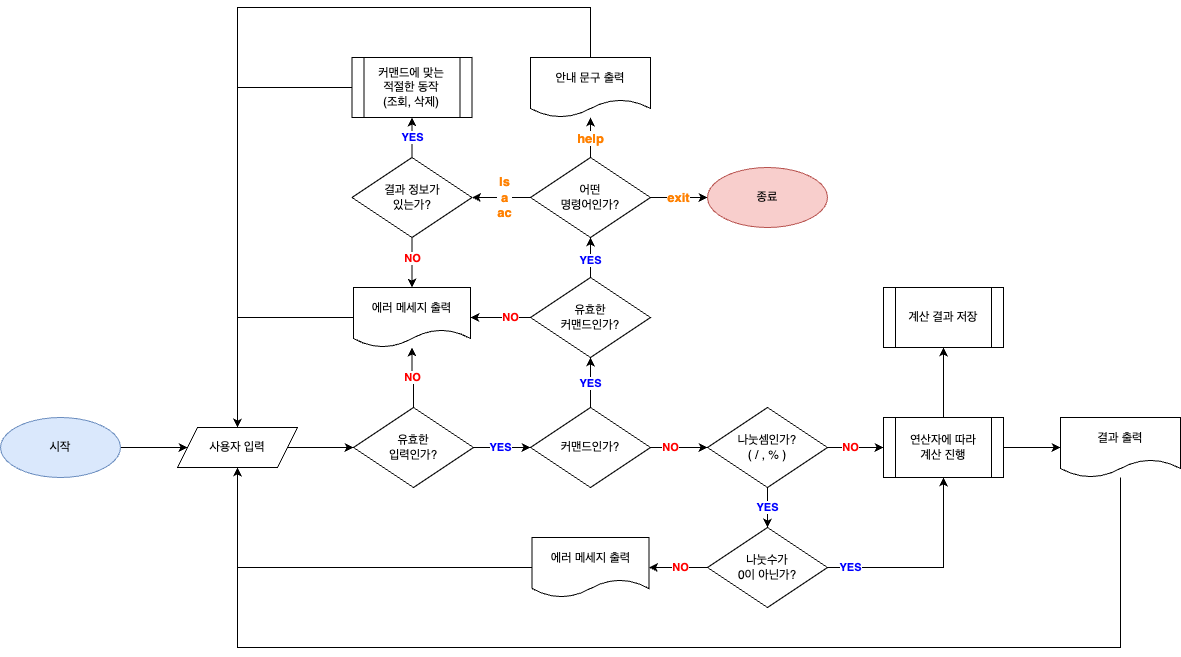 커맨드에 맞는
적절한 동작
(조회, 삭제)
안내 문구 출력
YES
help
결과 정보가
있는가?
ls
a
ac
어떤
명령어인가?
exit
종료
NO
YES
에러 메세지 출력
NO
유효한
커맨드인가?
계산 결과 저장
NO
YES
시작
사용자 입력
유효한
입력인가?
YES
커맨드인가?
NO
나눗셈인가?
( / , % )
NO
연산자에 따라
계산 진행
결과 출력
YES
에러 메세지 출력
NO
나눗수가
0이 아닌가?
YES